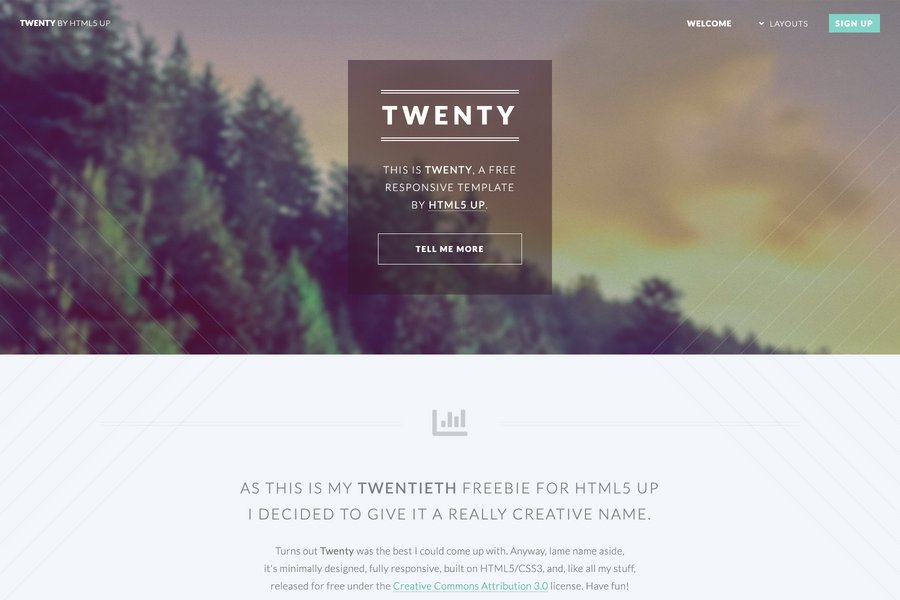 TWENTY BY HTML5 UP
WELCOME
LAYOUTS
SIGN UP
TWENTY
THIS IS TWENTY, A FREE
RESPONSIVE TEMPLATE
BY HTML5 UP.
TELL ME MORE
AS THIS IS MY TWENTIETH FREEBIE FOR HTML5 UP
I DECIDED TO GIVE IT A REALLY CREATIVE NAME.
Turns out Twenty was the best I could come up with. Anyway, lame name aside,
it's minimally designed, fully responsive, built on HTML5/CSS3, and, like all my stuff,
released for free under the Creative Commons Attribution 3.0 license. Have fun!